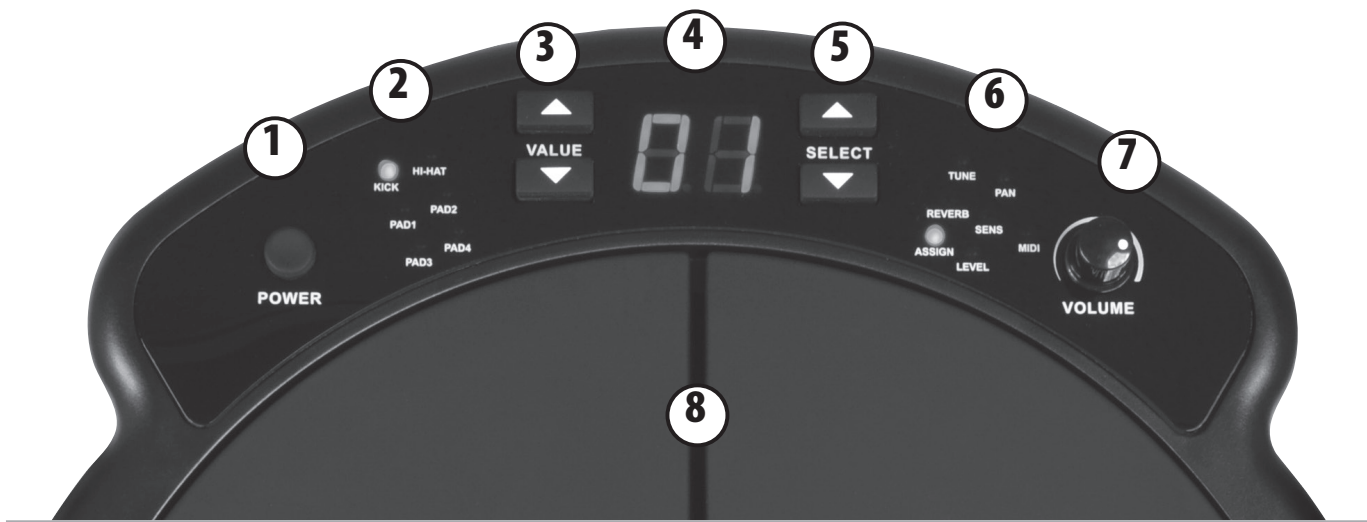 1
2
3
4
5
6
7
POWER
KICK
HI-HAT
PAD1
PAD2
PAD3
PAD4
VALUE
01
SELECT
TUNE
PAN
REVERB
SENS
MIDI
ASSIGN
LEVEL
VOLUME
8